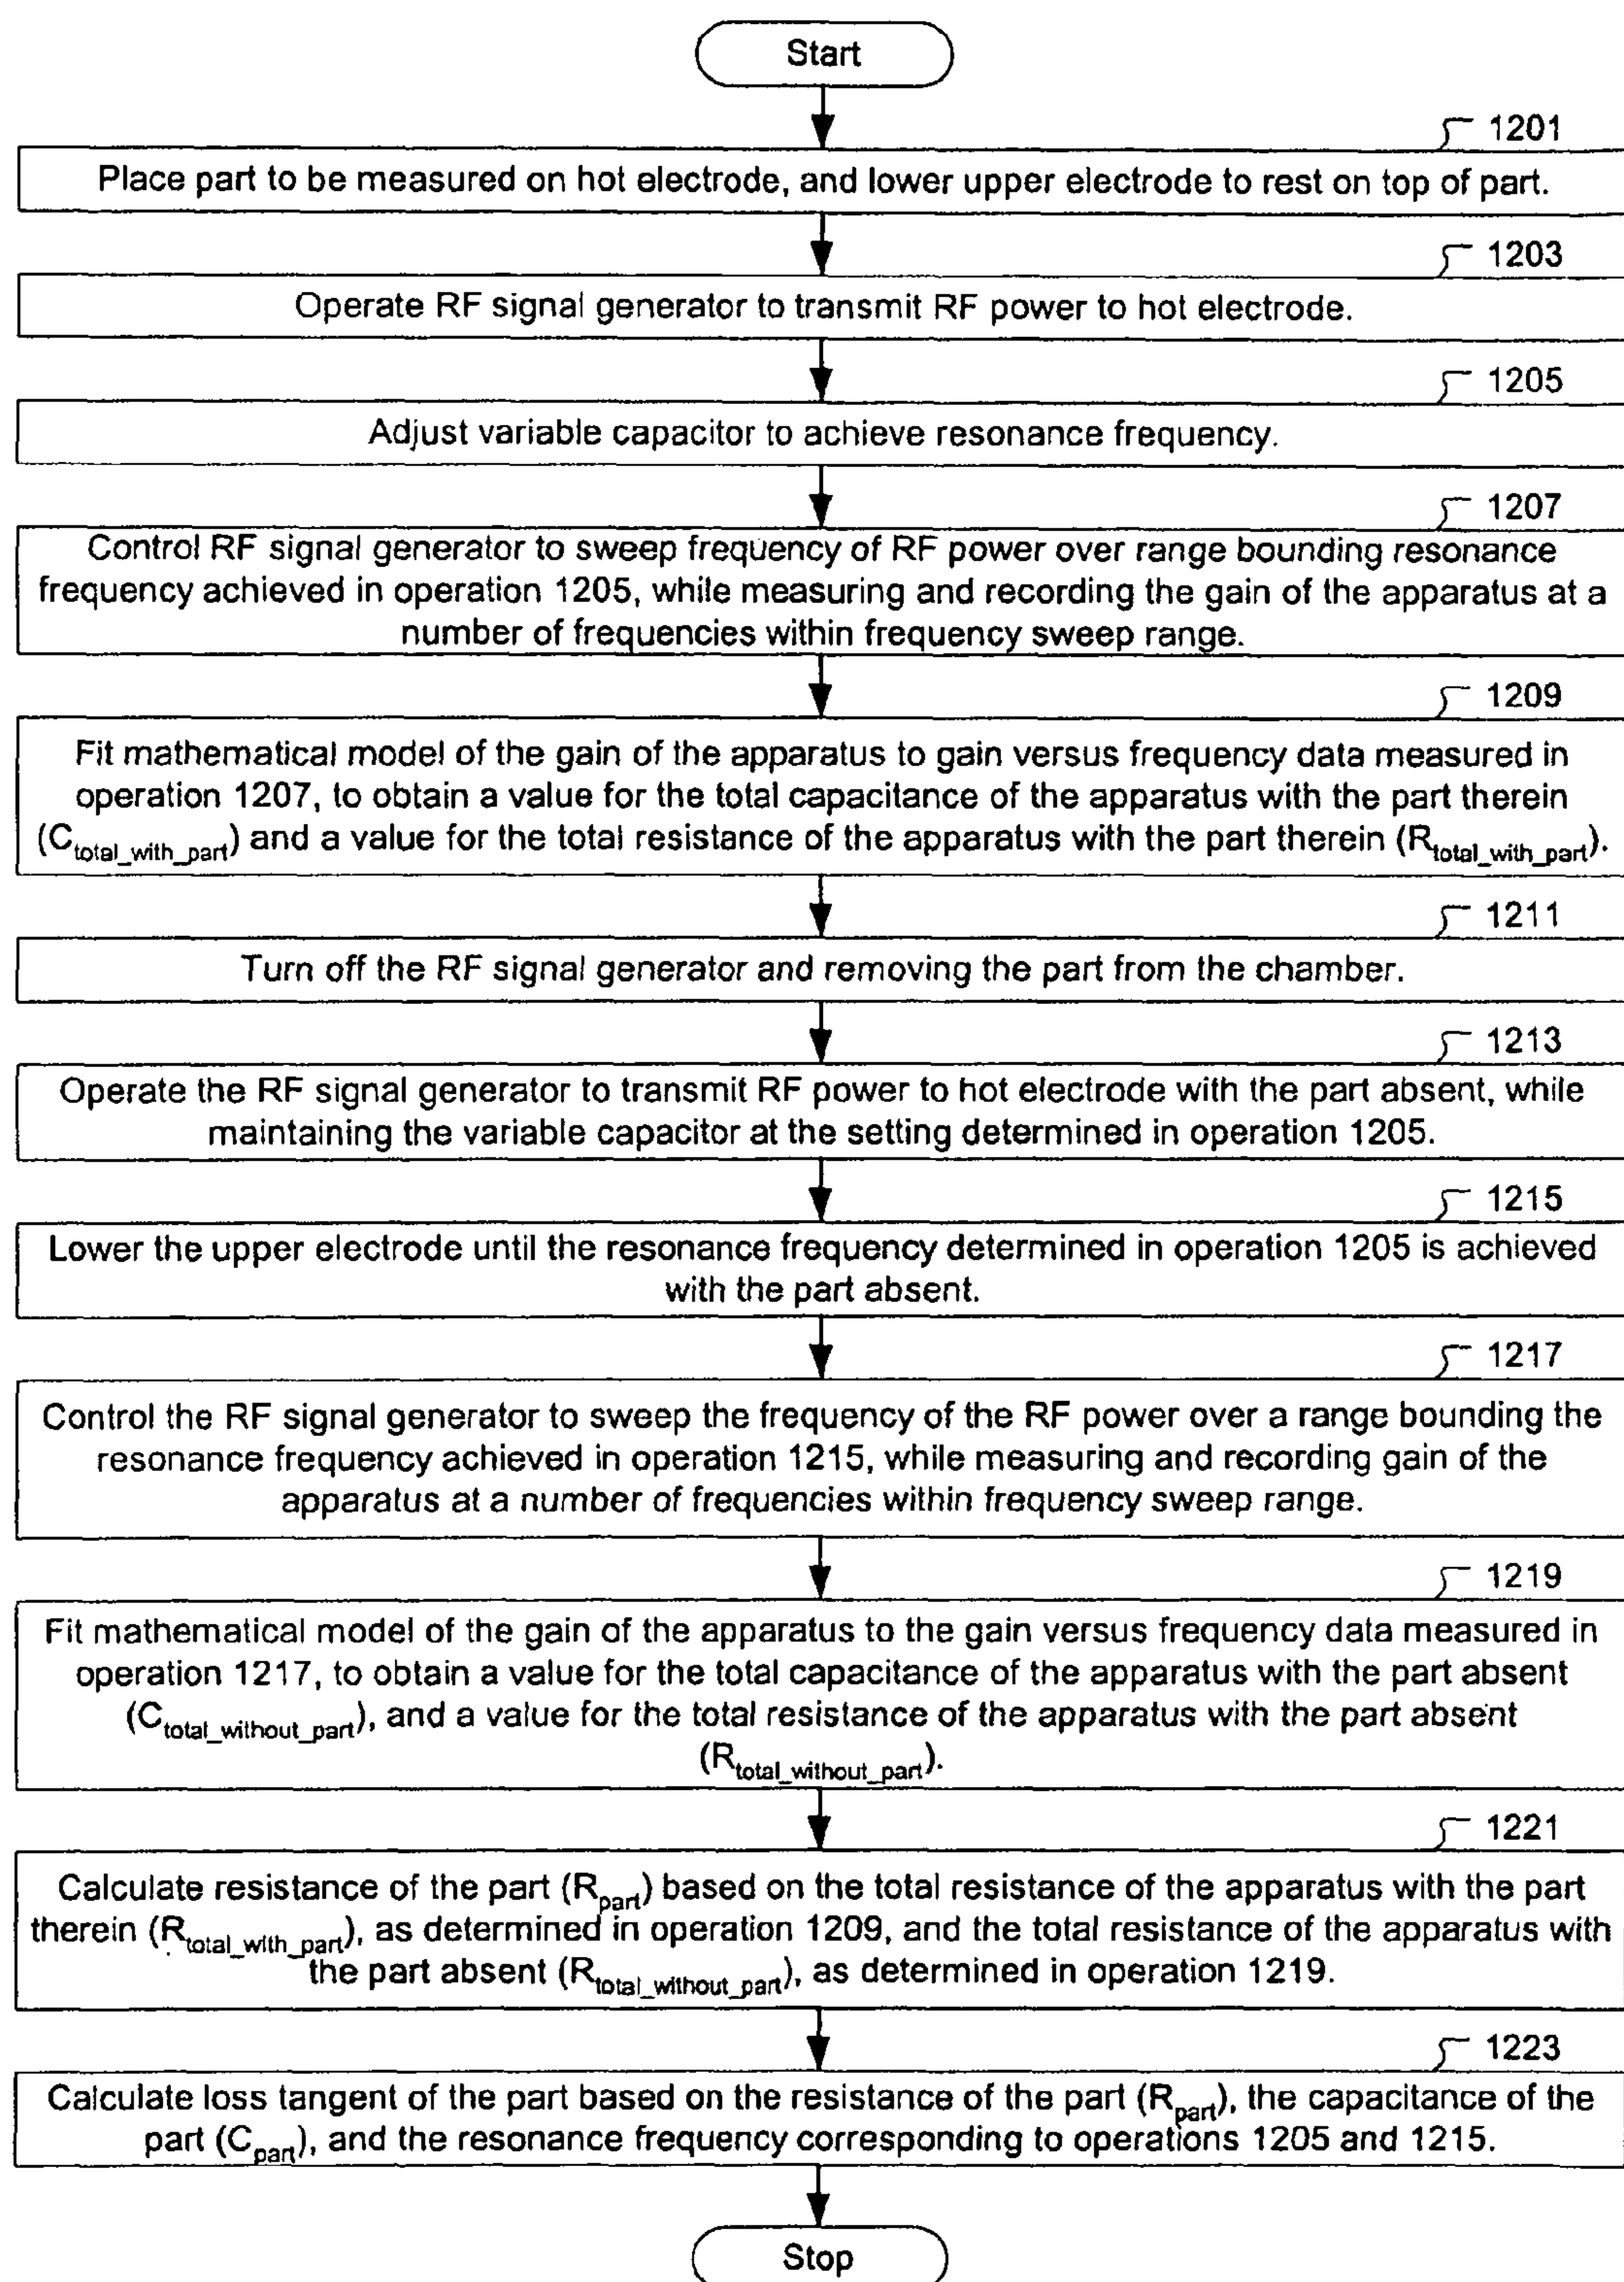 Start
1201
Place part to be measured on hot electrode, and lower upper electrode to rest on top of part.
1203
Operate RF signal generator to transmit RF power to hot electrode.
1205
Adjust variable capacitor to achieve resonance frequency.
1207
Control RF signal generator to sweep frequency of RF power over range bounding resonance
frequency achieved in operation 1205, while measuring and recording the gain of the apparatus at a
number of frequencies within frequency sweep range.
1209
Fit mathematical model of the gain of the apparatus to gain versus frequency data measured in
operation 1207, to obtain a value for the total capacitance of the apparatus with the part therein
(C_total_with_part) and a value for the total resistance of the apparatus with the part therein (R_total_with_part).
1211
Turn off the RF signal generator and removing the part from the chamber.
1213
Operate the RF signal generator to transmit RF power to hot electrode with the part absent, while
maintaining the variable capacitor at the setting determined in operation 1205.
1215
Lower the upper electrode until the resonance frequency determined in operation 1205 is achieved
with the part absent.
1217
Control the RF signal generator to sweep the frequency of the RF power over a range bounding the
resonance frequency achieved in operation 1215, while measuring and recording gain of the
apparatus at a number of frequencies within frequency sweep range.
1219
Fit mathematical model of the gain of the apparatus to the gain versus frequency data measured in
operation 1217, to obtain a value for the total capacitance of the apparatus with the part absent
(C_total_without_part), and a value for the total resistance of the apparatus with the part absent
(R_total_without_part).
1221
Calculate resistance of the part (R_part) based on the total resistance of the apparatus with the part
therein (R_total_with_part), as determined in operation 1209, and the total resistance of the apparatus with
the part absent (R_total_without_part), as determined in operation 1219.
1223
Calculate loss tangent of the part based on the resistance of the part (R_part), the capacitance of the
part (C_part), and the resonance frequency corresponding to operations 1205 and 1215.
Stop